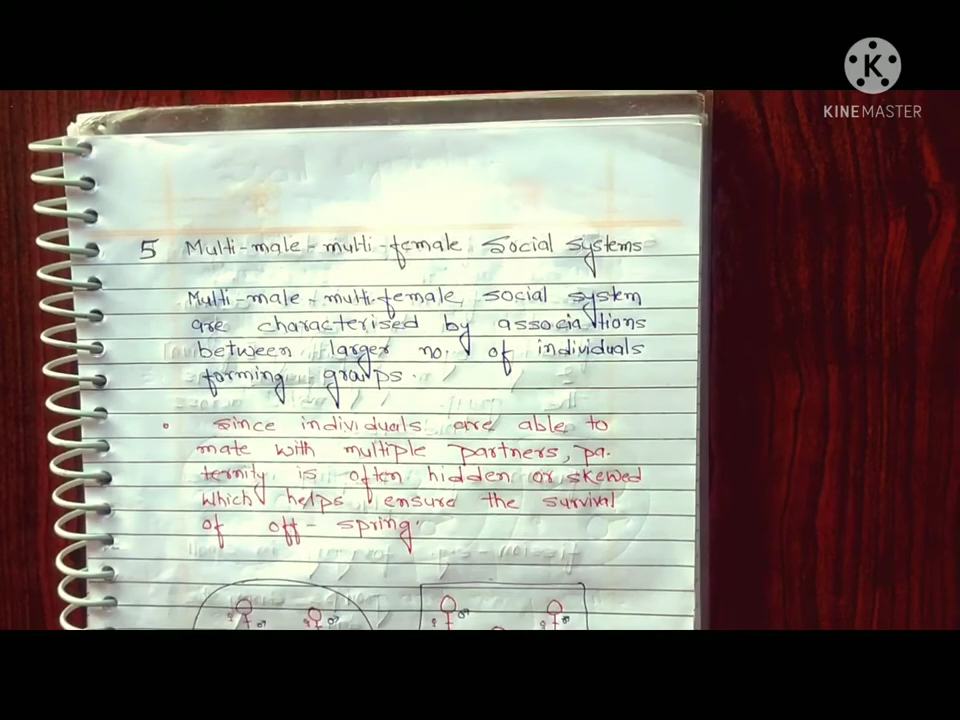 KINEMASTER
5 Multi-male-multi-female Social systems
Multi-male-multi-female social system
are characterised by associations
between larger no. of individuals
forming groups.
• Since individuals are able to
mate with multiple partners, pa-
ternity is often hidden or skewed
which helps ensure the survival
of off-spring.
♀ ♂ ♀ ♂ ♂ ♀ ♂